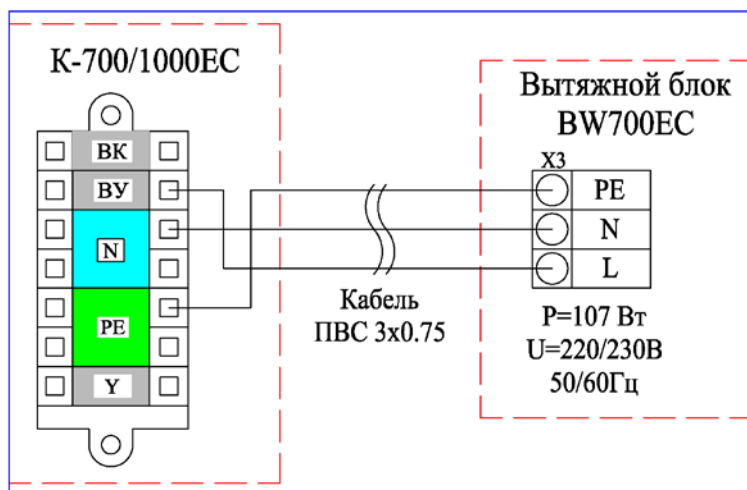 К-700/1000ЕС
ВК
ВУ
N
РЕ
Y
Кабель
ПВС 3х0.75
Вытяжной блок
BW700EC
X3
PE
N
L
P=107 Вт
U=220/230В
50/60Гц